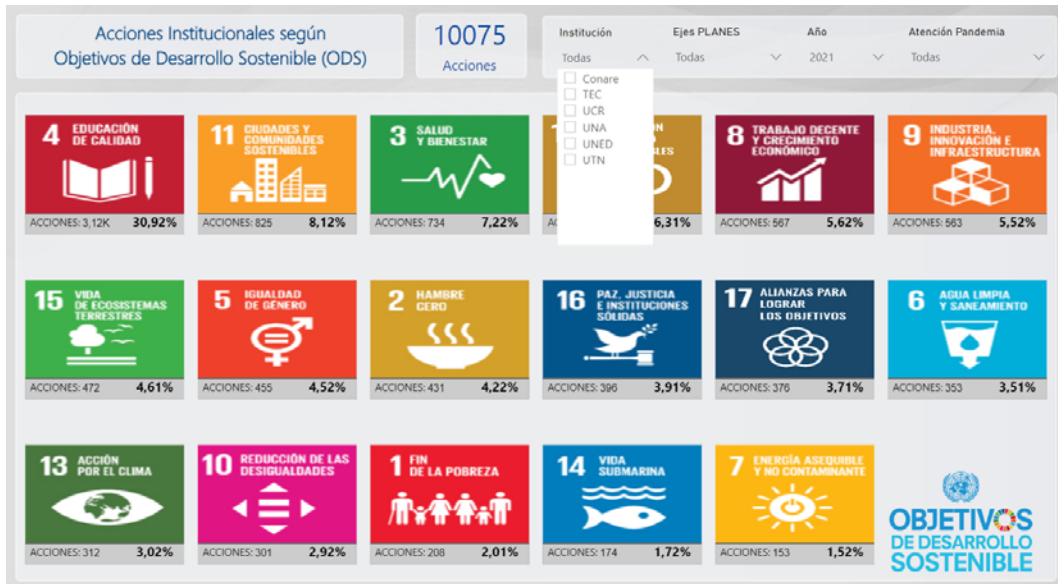 Acciones Institucionales según
Objetivos de Desarrollo Sostenible (ODS)
10075
Acciones
Institución
Todas
Conare
TEC
UCR
UNA
UNED
UTN
Ejes PLANES
Todas
Año
2021
Atención Pandemia
Todas
4 EDUCACIÓN
DE CALIDAD
ACCIONES: 3,12K 30,92%
11 CIUDADES Y
COMUNIDADES
SOSTENIBLES
ACCIONES: 825 8,12%
3 SALUD
Y BIENESTAR
ACCIONES: 734 7,22%
6,31%
8 TRABAJO DECENTE
Y CRECIMIENTO
ECONÓMICO
ACCIONES: 567 5,62%
9 INDUSTRIA,
INNOVACIÓN E
INFRAESTRUCTURA
ACCIONES: 563 5,52%
15 VIDA
DE ECOSISTEMAS
TERRESTRES
ACCIONES: 472 4,61%
5 IGUALDAD
DE GÉNERO
ACCIONES: 455 4,52%
2 HAMBRE
CERO
ACCIONES: 431 4,22%
16 PAZ, JUSTICIA
E INSTITUCIONES
SÓLIDAS
ACCIONES: 396 3,91%
17 ALIANZAS PARA
LOGRAR
LOS OBJETIVOS
ACCIONES: 376 3,71%
6 AGUA LIMPIA
Y SANEAMIENTO
ACCIONES: 353 3,51%
13 ACCIÓN
POR EL CLIMA
ACCIONES: 312 3,02%
10 REDUCCIÓN DE LAS
DESIGUALDADES
ACCIONES: 301 2,92%
1 FIN
DE LA POBREZA
ACCIONES: 208 2,01%
14 VIDA
SUBMARINA
ACCIONES: 174 1,72%
7 ENERGÍA ASEQUIBLE
Y NO CONTAMINANTE
ACCIONES: 153 1,52%
OBJETIVOS
DE DESARROLLO
SOSTENIBLE